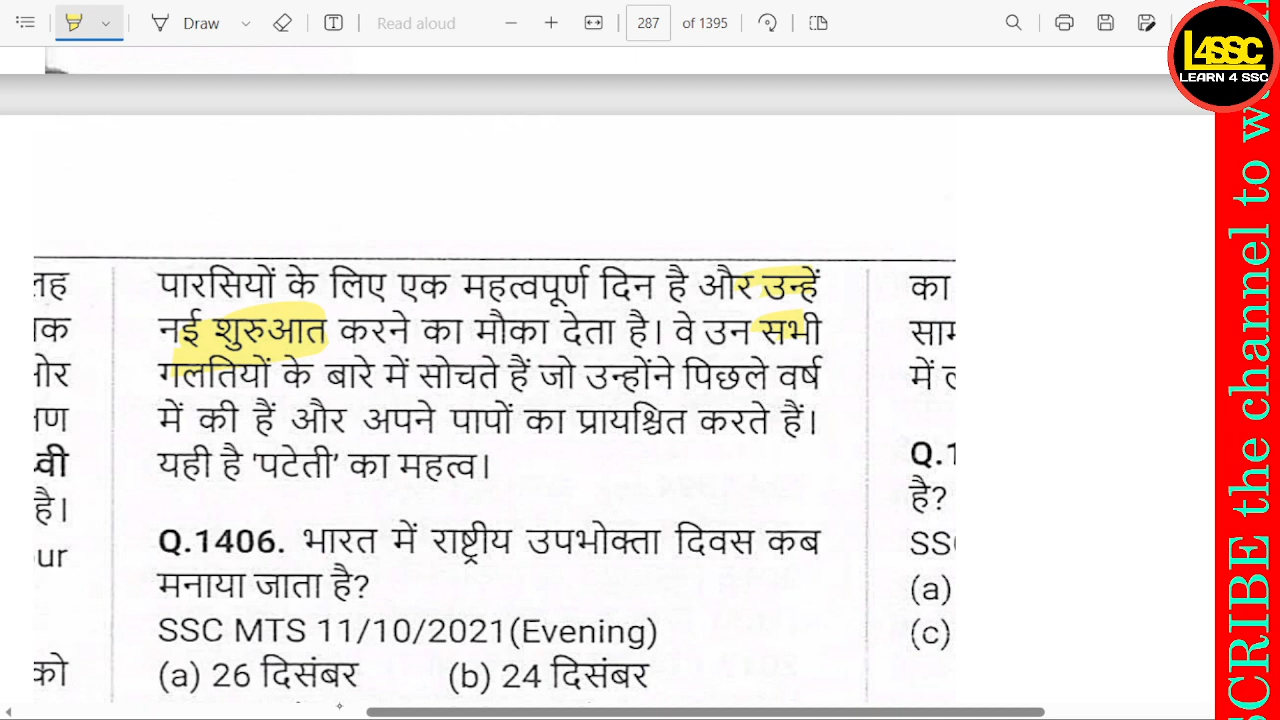 Draw
Read aloud
287 of 1395
L4SSC
LEARN 4 SSC
SCRIBE the channel to
पारसियों के लिए एक महत्वपूर्ण दिन है और उन्हें
नई शुरुआत करने का मौका देता है। वे उन सभी
गलतियों के बारे में सोचते हैं जो उन्होंने पिछले वर्ष
में की हैं और अपने पापों का प्रायश्चित करते हैं।
यही है 'पटेती' का महत्व।
Q.1406. भारत में राष्ट्रीय उपभोक्ता दिवस कब
मनाया जाता है?
SSC MTS 11/10/2021(Evening)
(a) 26 दिसंबर (b) 24 दिसंबर
है।
को
का
में
है?
(a)
(c)